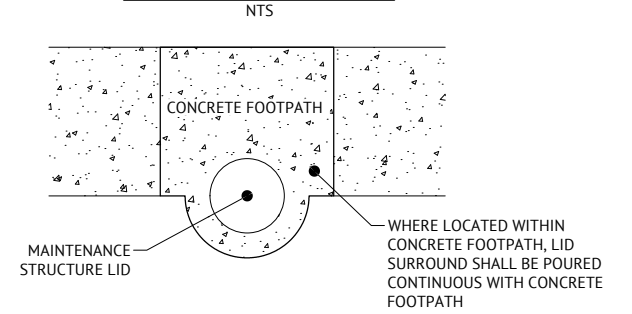 NTS
CONCRETE FOOTPATH
MAINTENANCE
STRUCTURE LID
WHERE LOCATED WITHIN
CONCRETE FOOTPATH, LID
SURROUND SHALL BE POURED
CONTINUOUS WITH CONCRETE
FOOTPATH